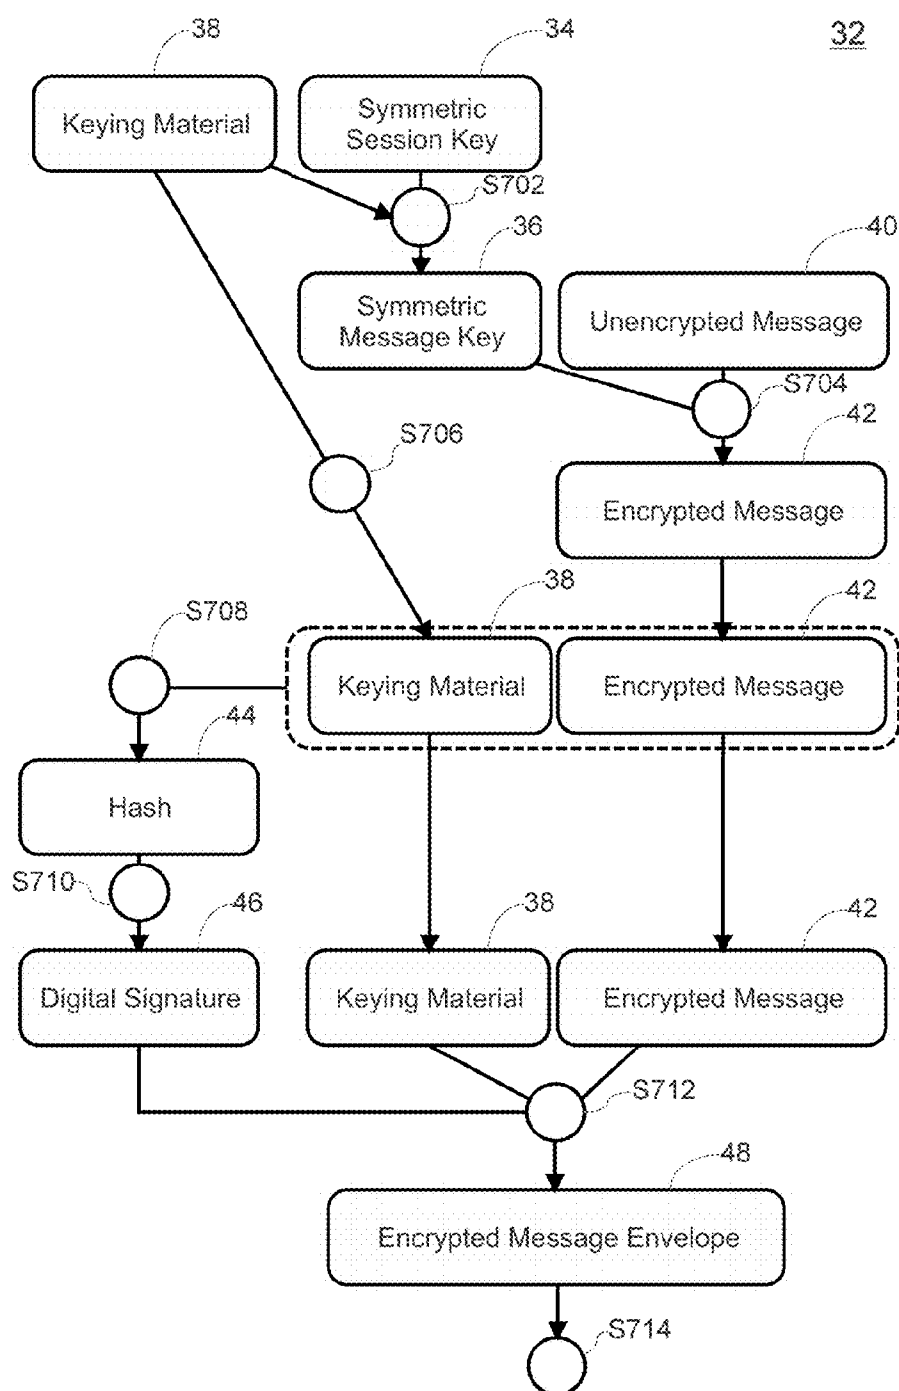 38
34
32
Keying Material
Symmetric
Session Key
S702
36
40
Symmetric
Message Key
Unencrypted Message
S704
S706
42
Encrypted Message
S708
38
42
Keying Material
Encrypted Message
44
Hash
S710
46
38
42
Digital Signature
Keying Material
Encrypted Message
S712
48
Encrypted Message Envelope
S714